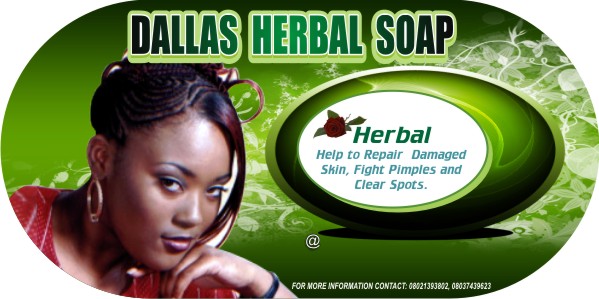 DALLAS HERBAL SOAP
Herbal
Help to Repair Damaged
Skin, Fight Pimples and
Clear Spots.
@
FOR MORE INFORMATION CONTACT: 08021393802, 08037439623